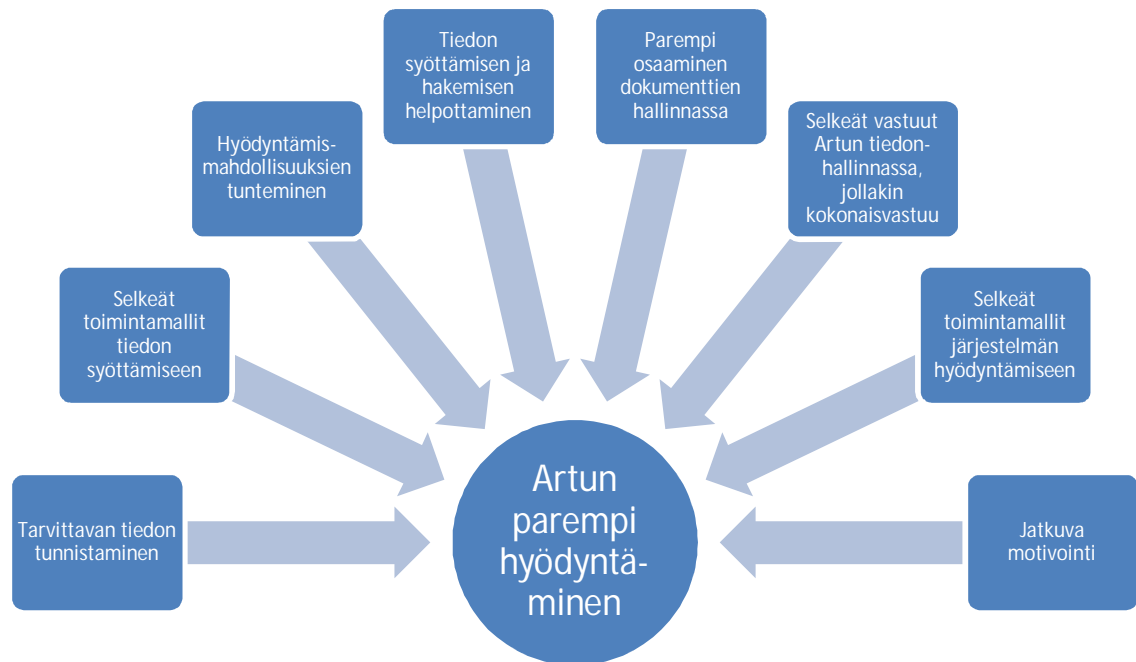 Tiedon
syöttämisen ja
hakemisen
helpottaminen
Parempi
osaaminen
dokumenttien
hallinnassa
Hyödyntämis-
mahdollisuuksien
tunteminen
Selkeät vastuut
Artun tiedon-
hallinnassa,
jollakin
kokonaisvastuu
Selkeät
toimintamallit
tiedon
syöttämiseen
Selkeät
toimintamallit
järjestelmän
hyödyntämiseen
Tarvittavan tiedon
tunnistaminen
Artun
parempi
hyödyntä-
minen
Jatkuva
motivointi